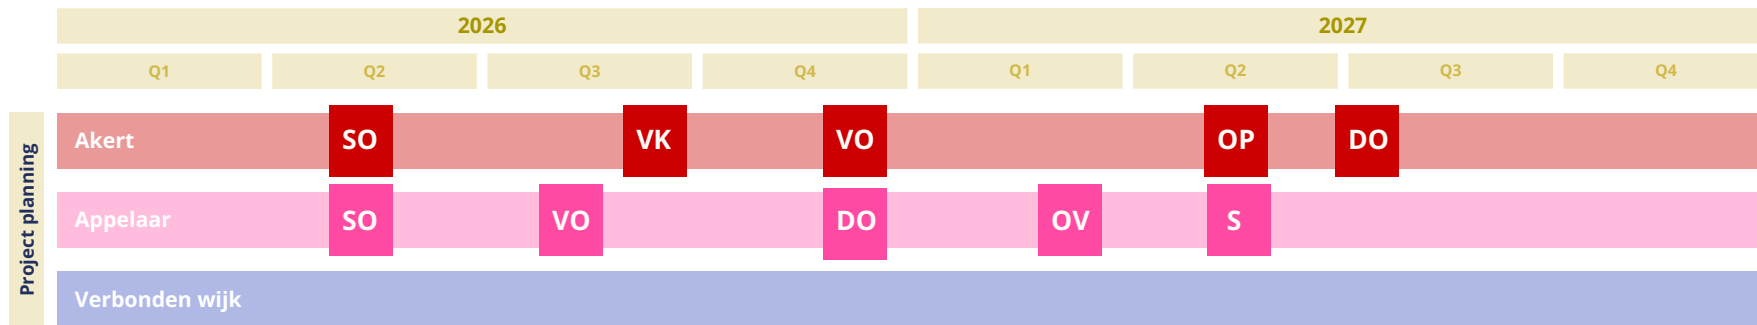 2026 2027
Q1 Q2 Q3 Q4 Q1 Q2 Q3 Q4
Project planning
Akert SO VK VO OP DO
Appelaar SO VO DO OV S
Verbonden wijk